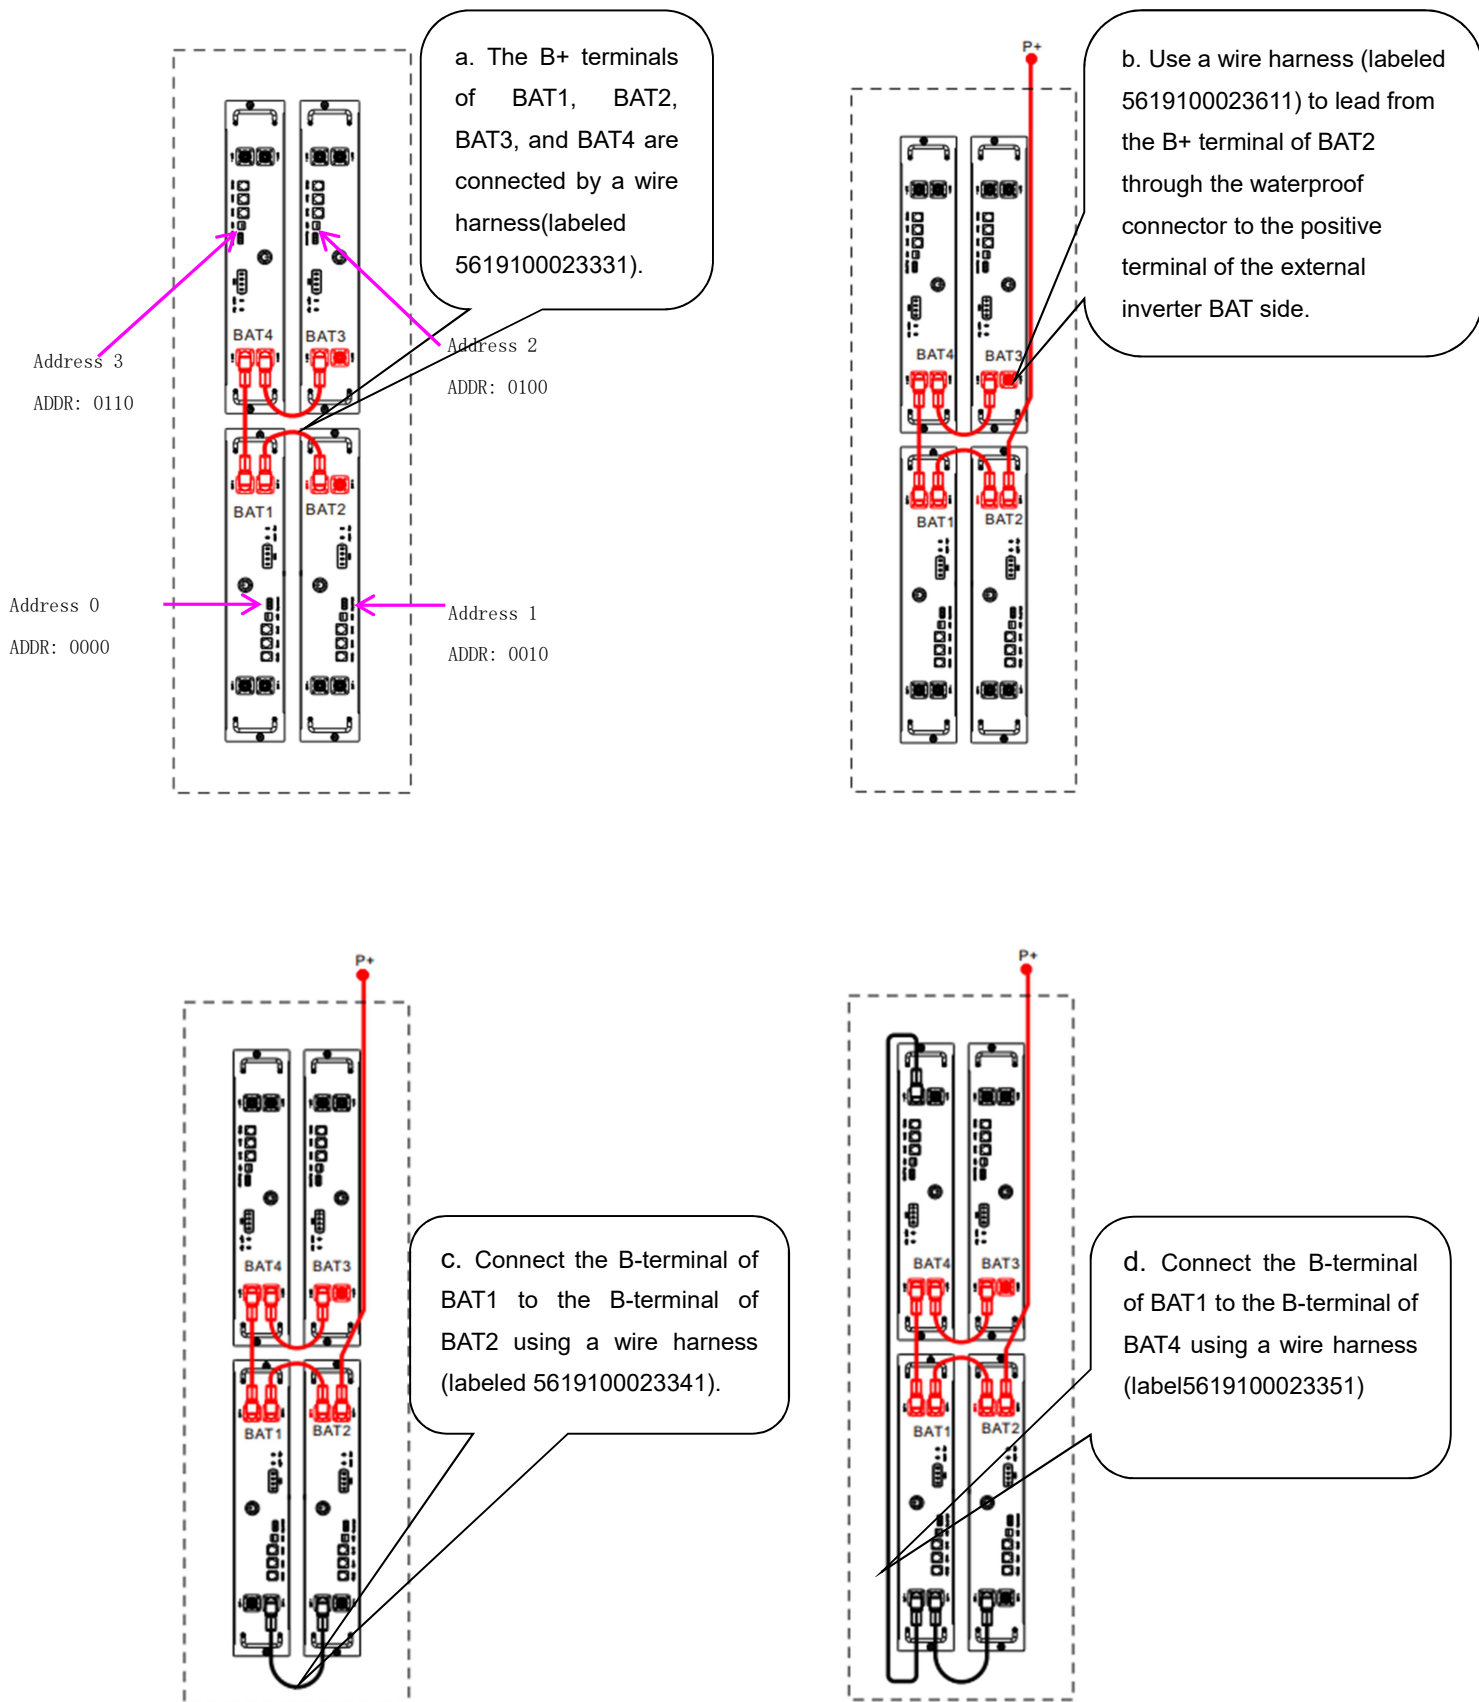 a. The B+ terminals
of BAT1, BAT2,
BAT3, and BAT4 are
connected by a wire
harness(labeled
5619100023331).
BAT4
BAT3
Address 3
ADDR: 0110
Address 2
ADDR: 0100
BAT1
BAT2
Address 0
ADDR: 0000
Address 1
ADDR: 0010
P+
b. Use a wire harness (labeled
5619100023611) to lead from
the B+ terminal of BAT2
through the waterproof
connector to the positive
terminal of the external
inverter BAT side.
BAT4
BAT3
BAT1
BAT2
P+
BAT4
BAT3
BAT1
BAT2
c. Connect the B-terminal of
BAT1 to the B-terminal of
BAT2 using a wire harness
(labeled 5619100023341).
P+
BAT4
BAT3
BAT1
BAT2
d. Connect the B-terminal
of BAT1 to the B-terminal of
BAT4 using a wire harness
(label5619100023351)